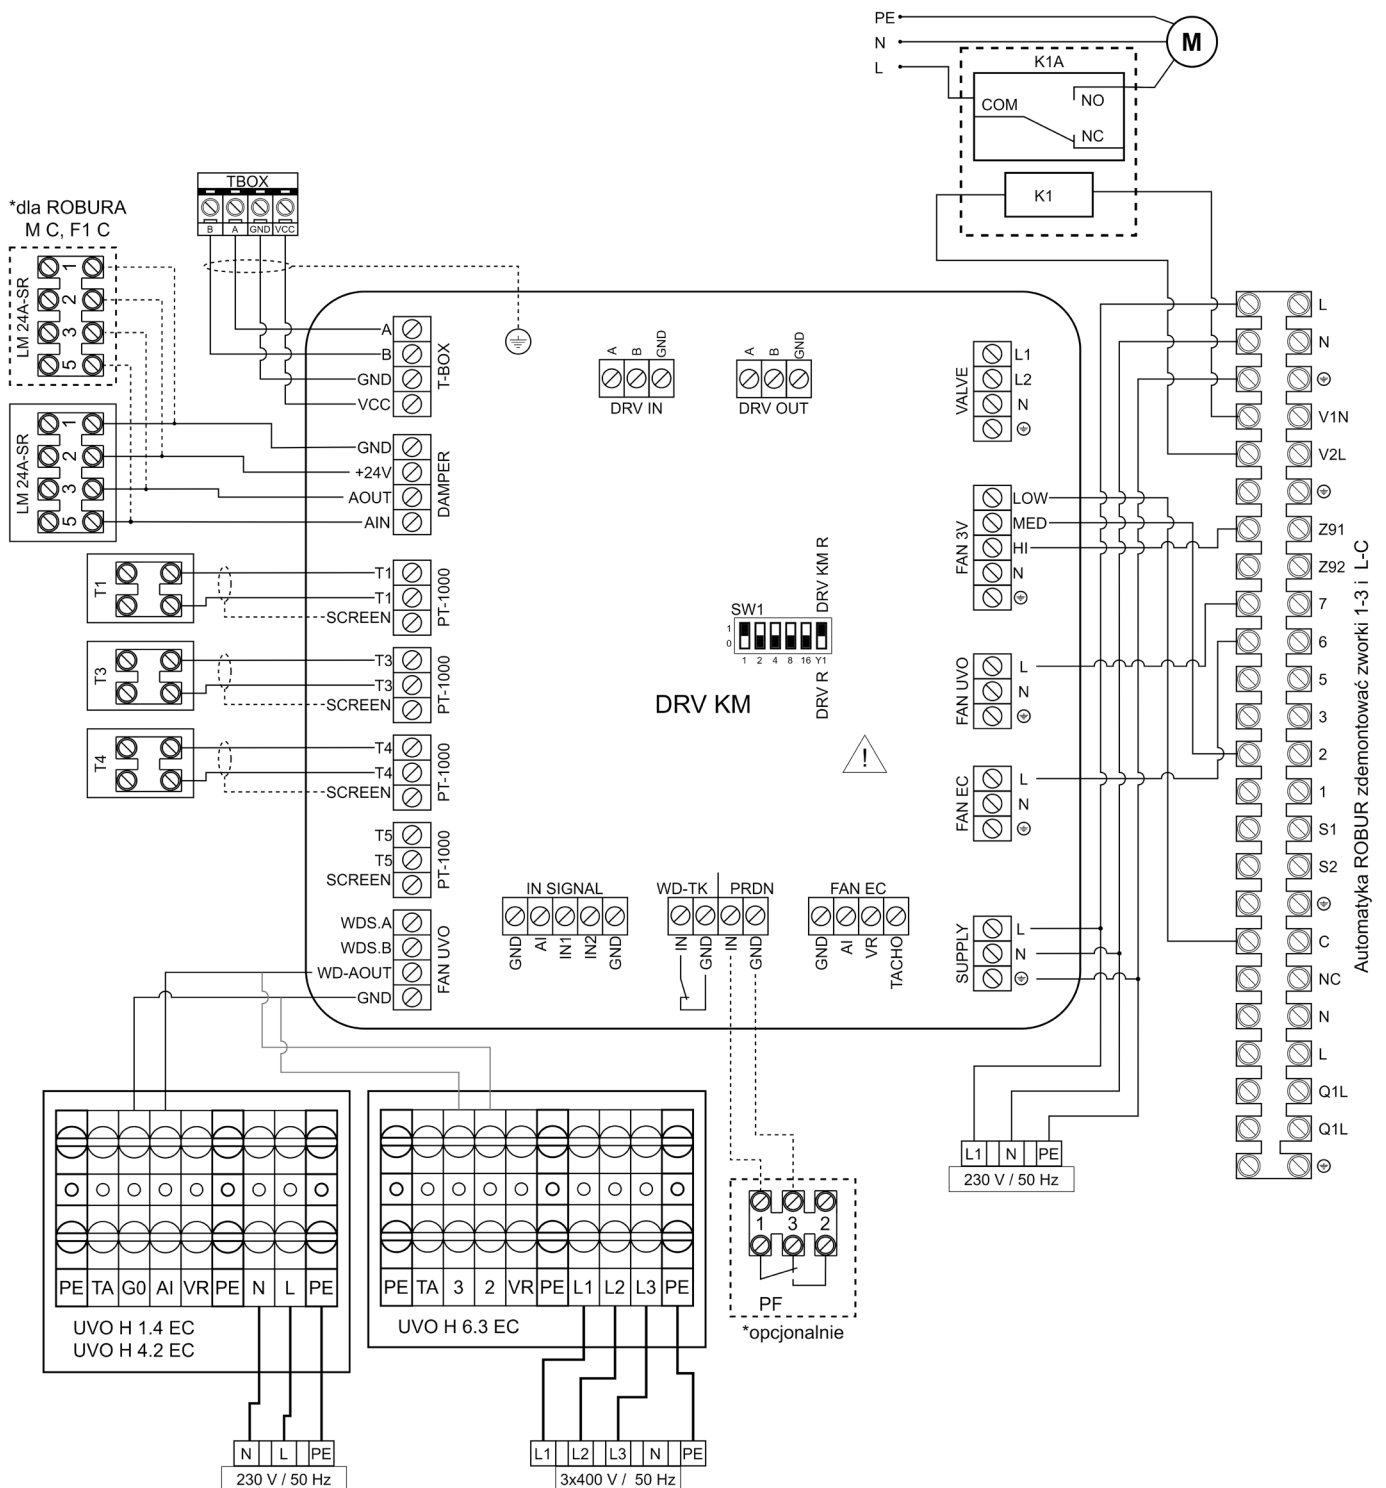 PE
N
L
M
K1A
COM
NO
NC
K1
TBOX
B A GND VCC
*dla ROBURA
M C, F1 C
LM 24A-SR
1
2
3
5
LM 24A-SR
1
2
3
5
A
B
GND
VCC
T-BOX
GND
+24V
AOUT
AIN
DAMPER
T1
T1
T1
SCREEN
PT-1000
T3
T3
T3
SCREEN
PT-1000
T4
T4
T4
SCREEN
PT-1000
T5
T5
SCREEN
PT-1000
WDS.A
WDS.B
WD-AOUT
GND
FAN UVO
A B GND
DRV IN
A B GND
DRV OUT
SW1
1
0
1 2 4 8 16 Y1
DRV KM R
DRV R
DRV KM
!
IN SIGNAL
GND AI IN1 IN2 GND
WD-TK PRDN
IN GND IN GND
FAN EC
GND AI VR TACHO
VALVE
L1
L2
N
FAN 3V
LOW
MED
HI
N
FAN UVO
L
N
FAN EC
L
N
SUPPLY
L
N
L
N
V1N
V2L
Z91
Z92
7
6
5
3
2
1
S1
S2
C
NC
N
L
Q1L
Q1L
Automatyka ROBUR zdemontować zworki 1-3 i L-C
L1 N PE
230 V / 50 Hz
PE TA G0 AI VR PE N L PE
UVO H 1.4 EC
UVO H 4.2 EC
N L PE
230 V / 50 Hz
PE TA 3 2 VR PE L1 L2 L3 PE
UVO H 6.3 EC
L1 L2 L3 N PE
3x400 V / 50 Hz
1 3 2
PF
*opcjonalnie